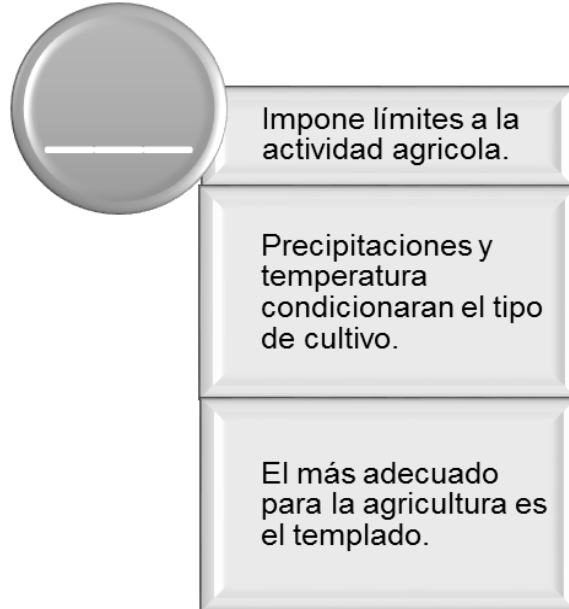 Impone límites a la
actividad agricola.
Precipitaciones y
temperatura
condicionaran el tipo
de cultivo.
El más adecuado
para la agricultura es
el templado.